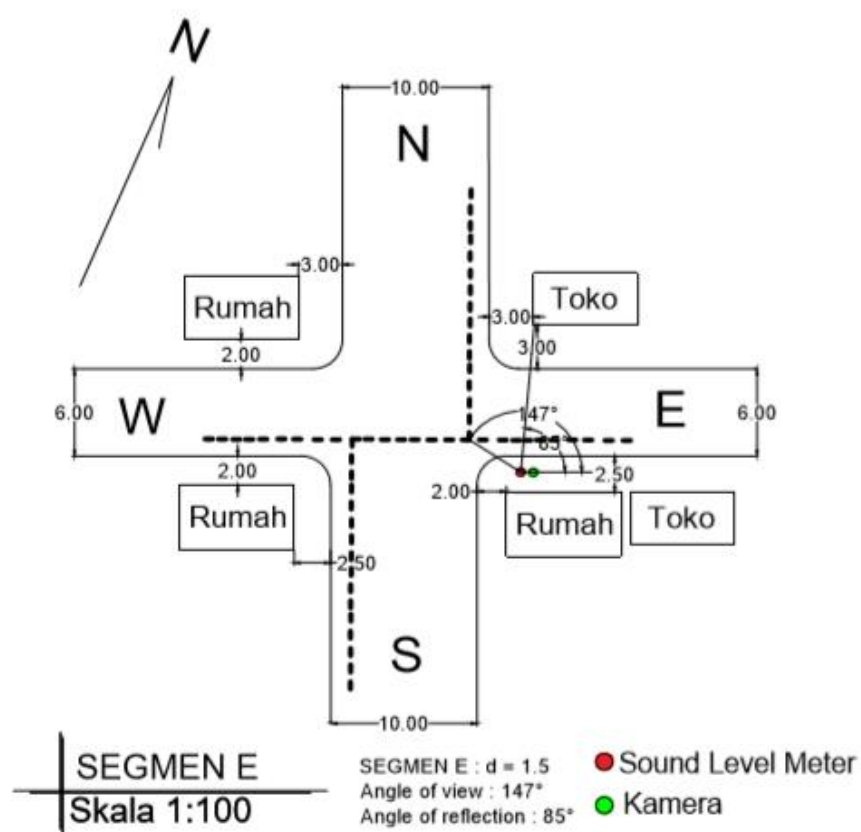 N
10.00
N
3.00
Rumah
Toko
3.00
3.00
2.00
6.00
W
E
6.00
147°
85°
2.00
2.00
2.50
Rumah
Rumah
Toko
2.50
S
10.00
SEGMEN E
Skala 1:100
SEGMEN E : d = 1.5
Angle of view : 147°
Angle of reflection : 85°
Sound Level Meter
Kamera